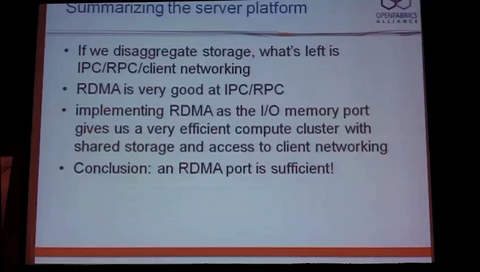 Summarizing the server platform
OPENFABRICS
ALLIANCE
• If we disaggregate storage, what's left is
IPC/RPC/client networking
• RDMA is very good at IPC/RPC
• implementing RDMA as the I/O memory port
gives us a very efficient compute cluster with
shared storage and access to client networking
• Conclusion: an RDMA port is sufficient!